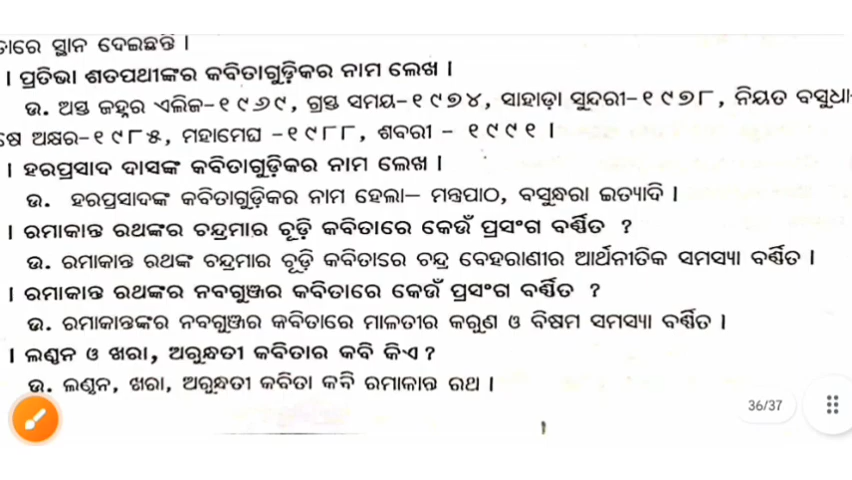 ତାରେ ସ୍ଥାନ ଦେଇଛନ୍ତି ।
। ପ୍ରତିଭା ଶତପଥୀଙ୍କର କବିତାଗୁଡ଼ିକର ନାମ ଲେଖ ।
ଉ. ଅସ୍ତ ଜହ୍ନର ଏଲିଜି-୧୯୬୯, ଗ୍ରସ୍ତ ସମୟ-୧୯୭୪, ସାହାଡ଼ା ସୁନ୍ଦରୀ-୧୯୭୮, ନିୟତ ବସୁଧା-
ଷେ ଅକ୍ଷର-୧୯୮୫, ମହାମେଘ -୧୯୮୮, ଶବରୀ - ୧୯୯୧ ।
। ହରପ୍ରସାଦ ଦାସଙ୍କ କବିତାଗୁଡ଼ିକର ନାମ ଲେଖ ।
ଉ. ହରପ୍ରସାଦଙ୍କ କବିତାଗୁଡ଼ିକର ନାମ ହେଲା– ମନ୍ତ୍ରପାଠ, ବସୁନ୍ଧରା ଇତ୍ୟାଦି ।
। ରମାକାନ୍ତ ରଥଙ୍କର ଚନ୍ଦ୍ରମାର ଚୂଡ଼ି କବିତାରେ କେଉଁ ପ୍ରସଂଗ ବର୍ଣ୍ଣିତ ?
ଉ. ରମାକାନ୍ତ ରଥଙ୍କ ଚନ୍ଦ୍ରମାର ଚୂଡ଼ି କବିତାରେ ଚନ୍ଦ୍ର ବେହରାଣୀର ଆର୍ଥନୀତିକ ସମସ୍ୟା ବର୍ଣ୍ଣିତ ।
। ରମାକାନ୍ତ ରଥଙ୍କର ନବଗୁଞ୍ଜର କବିତାରେ କେଉଁ ପ୍ରସଂଗ ବର୍ଣ୍ଣିତ ?
ଉ. ରମାକାନ୍ତଙ୍କର ନବଗୁଞ୍ଜର କବିତାରେ ମାଳତୀର କରୁଣ ଓ ବିଷମ ସମସ୍ୟା ବର୍ଣ୍ଣିତ ।
। ଲଣ୍ଠନ ଓ ଖରା, ଅରୁନ୍ଧତୀ କବିତାର କବି କିଏ ?
ଉ. ଲଣ୍ଠନ, ଖରା, ଅରୁନ୍ଧତୀ କବିତା କବି ରମାକାନ୍ତ ରଥ ।
36/37